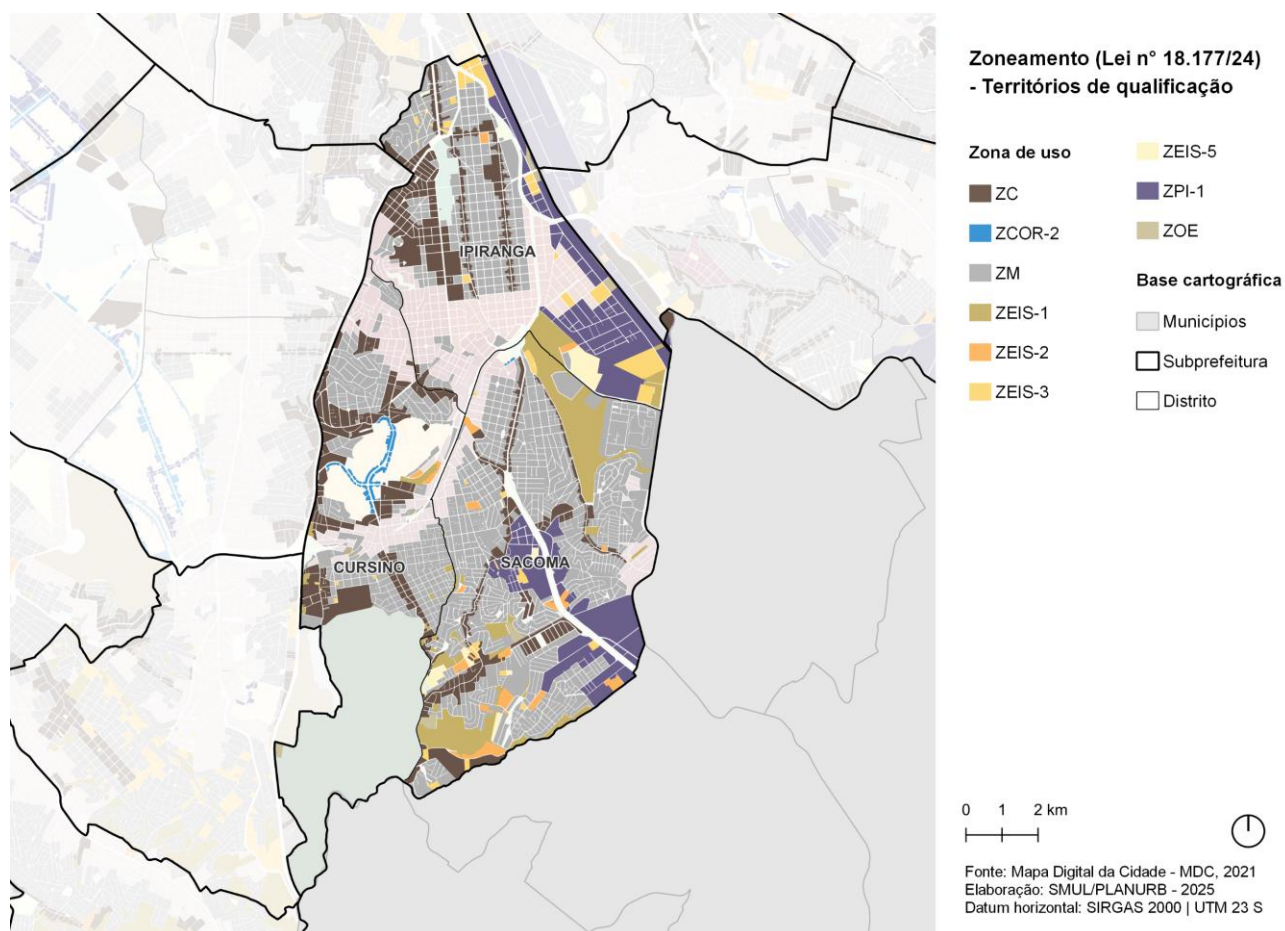 Zoneamento (Lei n° 18.177/24)
- Territórios de qualificação
Zona de uso
ZC
ZCOR-2
ZM
ZEIS-1
ZEIS-2
ZEIS-3
ZEIS-5
ZPI-1
ZOE
Base cartográfica
Municípios
Subprefeitura
Distrito
IPIRANGA
CURSINO
SACOMA
0 1 2 km
Fonte: Mapa Digital da Cidade - MDC, 2021
Elaboração: SMUL/PLANURB - 2025
Datum horizontal: SIRGAS 2000 | UTM 23 S